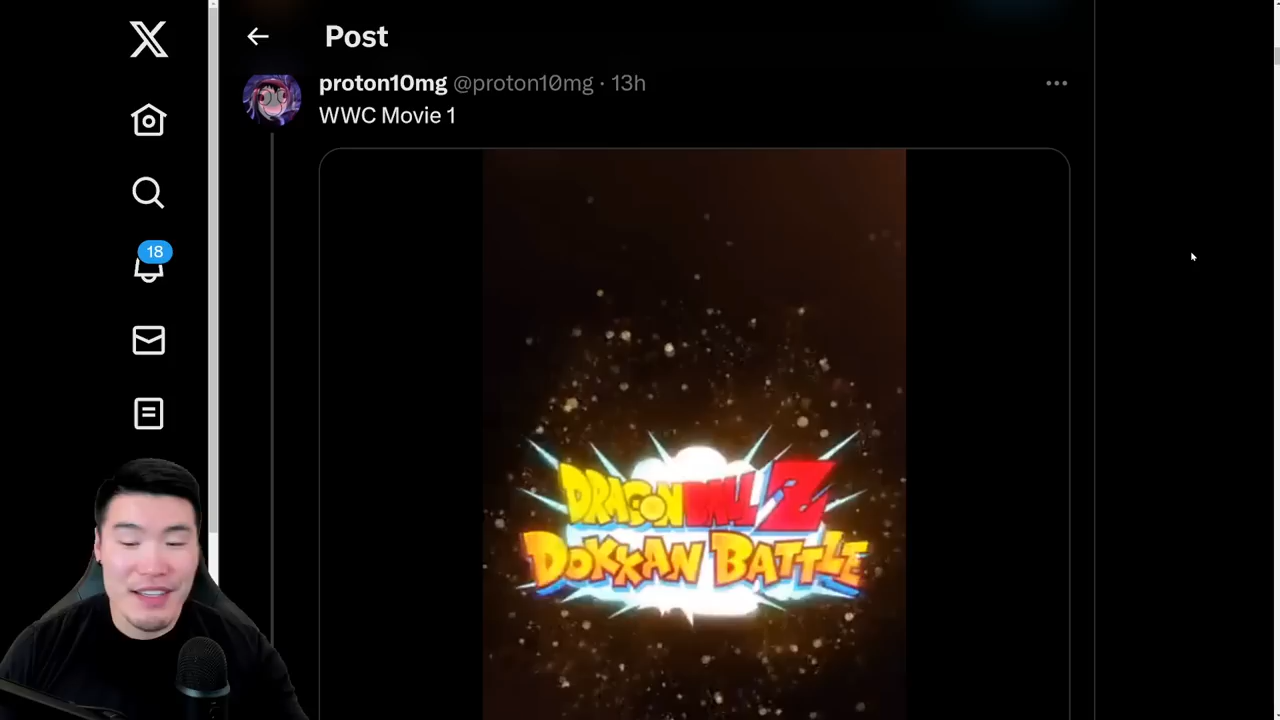 Post
proton10mg @proton10mg · 13h
WWC Movie 1
18
DRAGON BALL Z
DOKKAN BATTLE